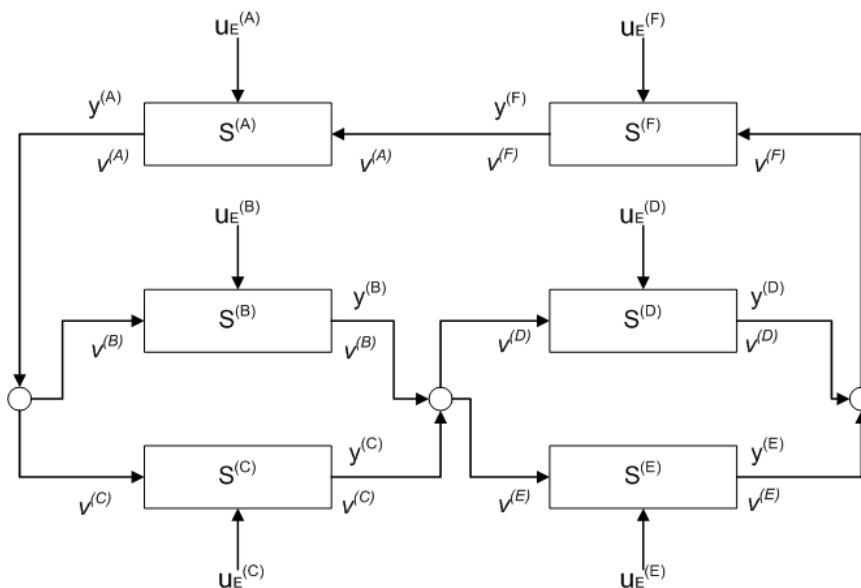 uE(A) uE(F)
y(A) S(A) y(F) S(F)
v(A) v(A) v(F) v(F)
uE(B) uE(D)
S(B) y(B) S(D) y(D)
v(B) v(B) v(D) v(D)
S(C) y(C) S(E) y(E)
v(C) v(C) v(E) v(E)
uE(C) uE(E)